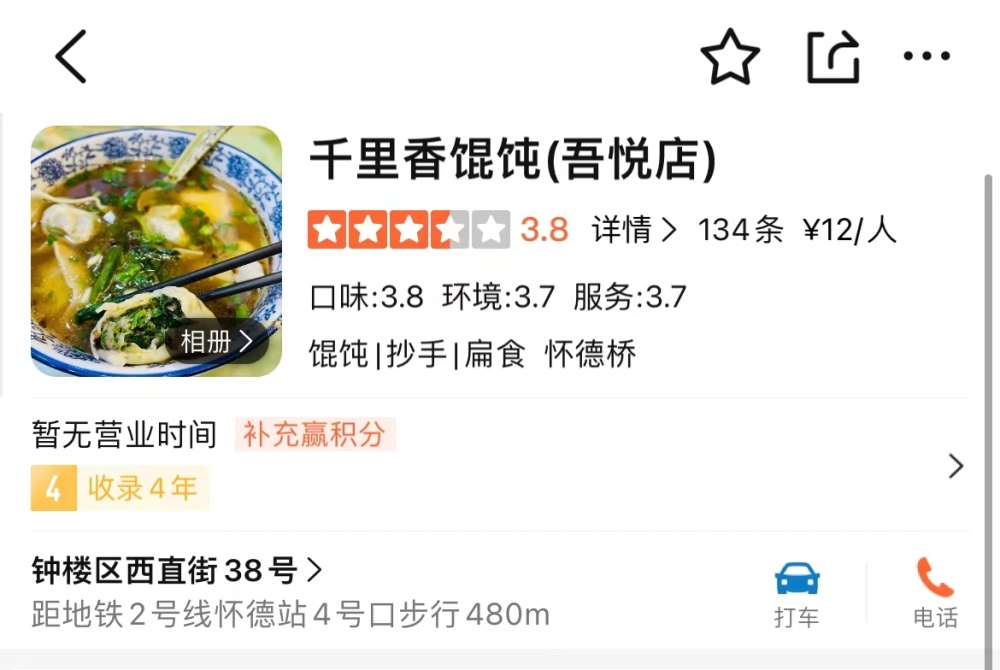 千里香馄饨(吾悦店)
3.8 详情 134条 ¥12/人
口味:3.8 环境:3.7 服务:3.7
相册
馄饨|抄手|扁食 怀德桥
暂无营业时间 补充赢积分
4 收录4年
钟楼区西直街38号
距地铁2号线怀德站4号口步行480m
打车 电话